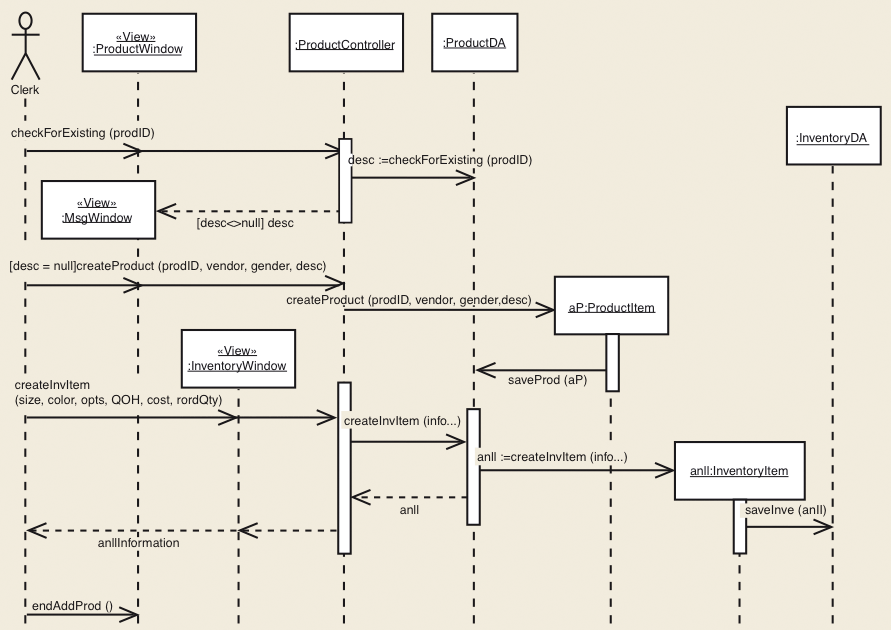 «View»
:ProductWindow
:ProductController
:ProductDA
Clerk
checkForExisting (prodID)
:InventoryDA
desc :=checkForExisting (prodID)
«View»
:MsgWindow
[desc<>null] desc
[desc = null]createProduct (prodID, vendor, gender, desc)
createProduct (prodID, vendor, gender,desc)
aP:ProductItem
«View»
:InventoryWindow
saveProd (aP)
createInvItem
(size, color, opts, QOH, cost, rordQty)
createInvItem (info...)
anII :=createInvItem (info...)
anII:InventoryItem
anII
saveInve (anII)
anIIInformation
endAddProd ()